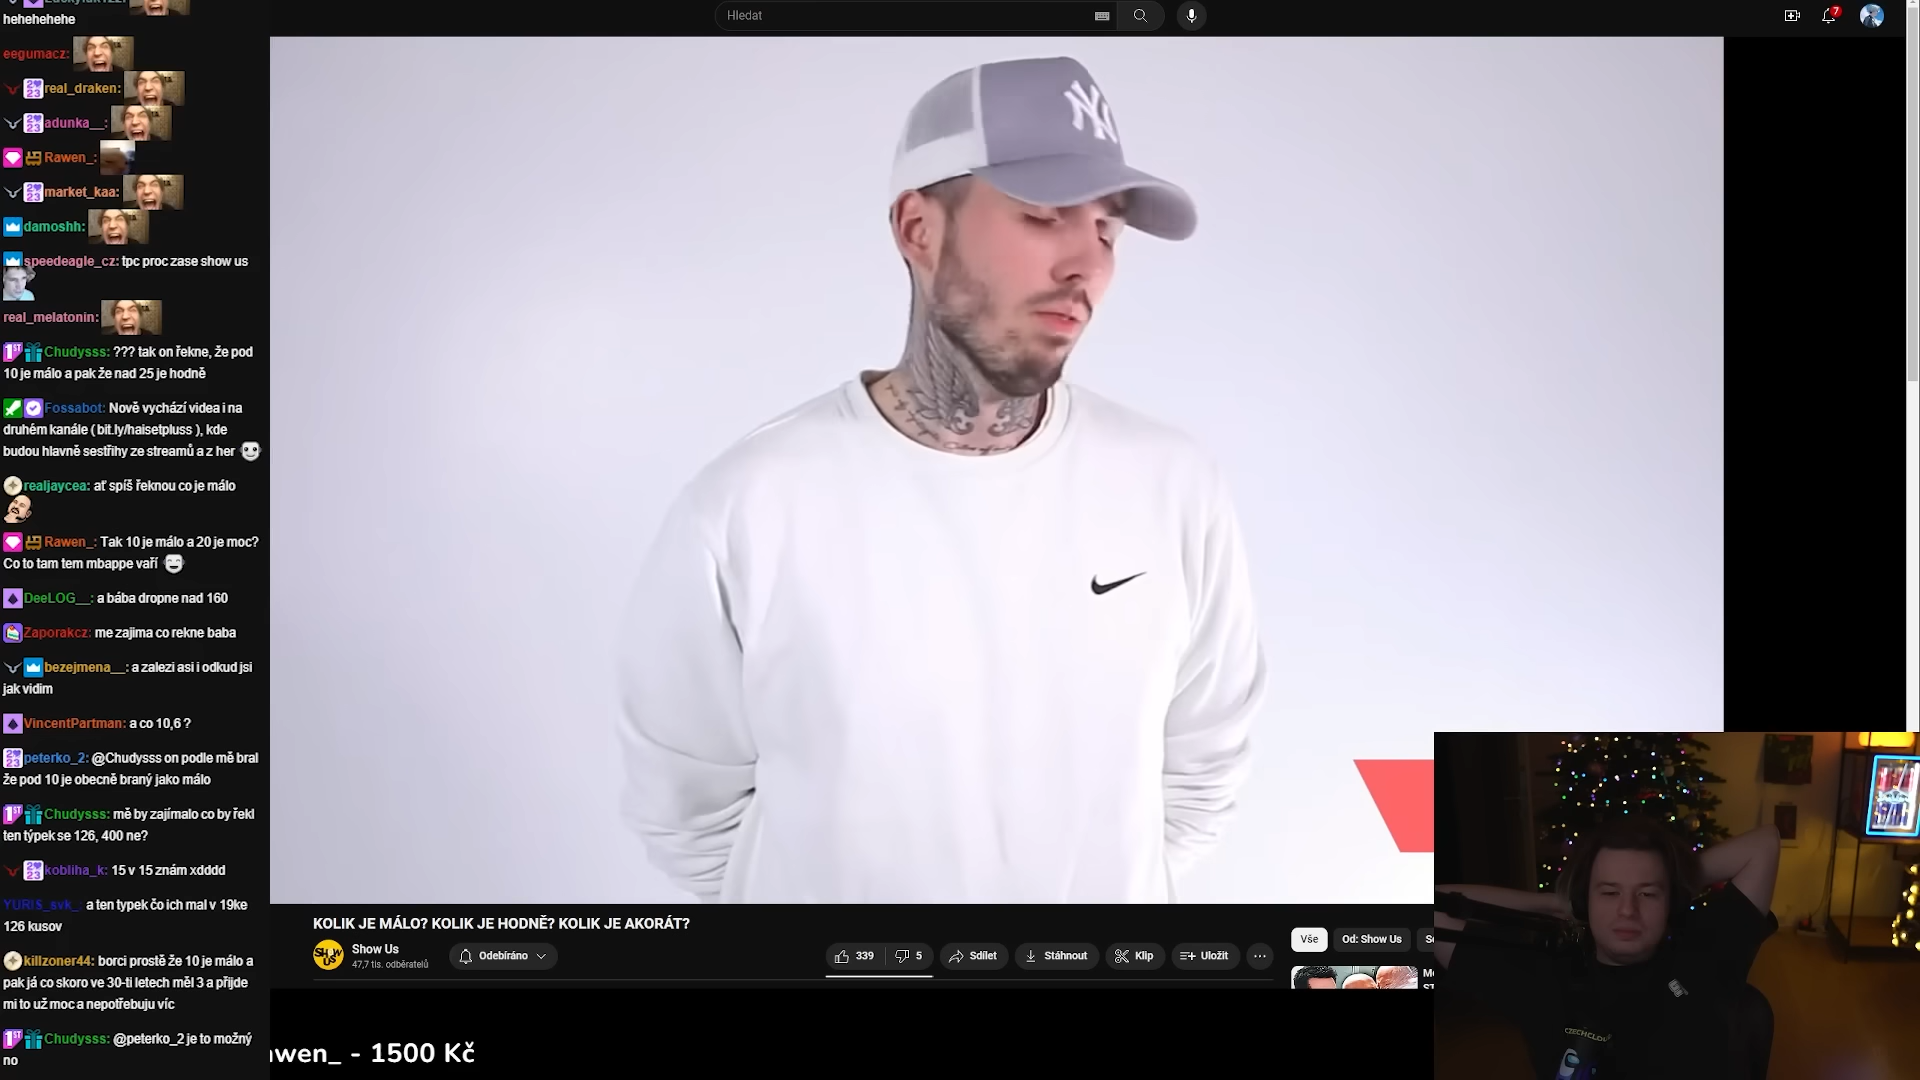 hehehehehe
eegumacz:
real_draken:
adunka__:
Rawen_:
market_kaa:
damoshh:
speedeagle_cz: tpc proc zase show us
real_melatonin:
Chudysss: ??? tak on řekne, že pod
10 je málo a pak že nad 25 je hodně
Fossabot: Nově vychází videa i na
druhém kanále ( bit.ly/haisetpluss ), kde
budou hlavně sestřihy ze streamů a z her
realjaycea: ať spíš řeknou co je málo
Rawen_: Tak 10 je málo a 20 je moc?
Co to tam tem mbappe vaří
DeeLOG__: a bába dropne nad 160
Zaporakcz: me zajima co rekne baba
bezejmena__: a zalezi asi i odkud jsi
jak vidim
VincentPartman: a co 10,6 ?
peterko_2: @Chudysss on podle mě bral
že pod 10 je obecně braný jako málo
Chudysss: mě by zajímalo co by řekl
ten týpek se 126, 400 ne?
kobliha_k: 15 v 15 znám xdddd
YURIS_svk_: a ten typek čo ich mal v 19ke
126 kusov
killzoner44: borci prostě že 10 je málo a
pak já co skoro ve 30-ti letech měl 3 a přijde
mi to už moc a nepotřebuju víc
Chudysss: @peterko_2 je to možný
no
Hledat
7
NY
KOLIK JE MÁLO? KOLIK JE HODNĚ? KOLIK JE AKORÁT?
SHOW US
Show Us
47,7 tis. odběratelů
Odebíráno
339
5
Sdílet
Stáhnout
Klip
Uložit
Vše
Od: Show Us
awen_ - 1500 Kč
CZECHCLOUD